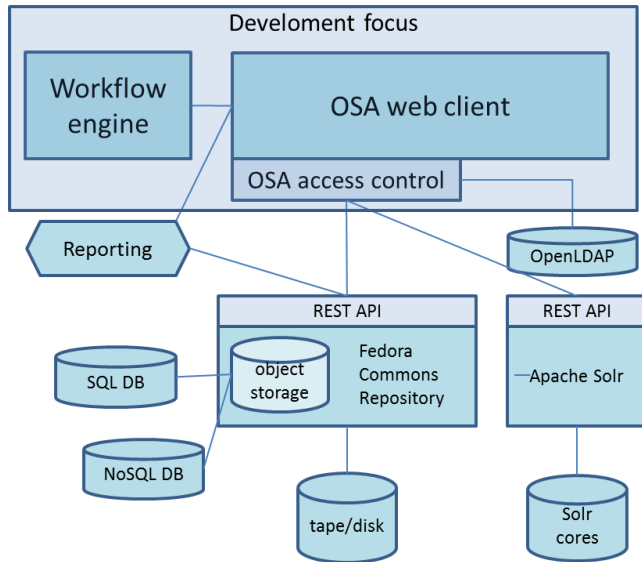 Develoment focus
Workflow
engine
OSA web client
OSA access control
Reporting
OpenLDAP
REST API
REST API
SQL DB
object
storage
Fedora
Commons
Repository
Apache Solr
NoSQL DB
tape/disk
Solr
cores